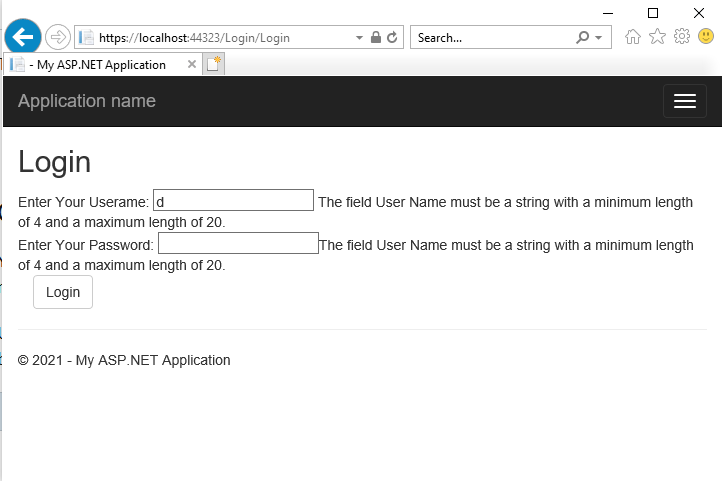 https://localhost:44323/Login/Login
Search...
- My ASP.NET Application
Application name
Login
Enter Your Userame: d The field User Name must be a string with a minimum length
of 4 and a maximum length of 20.
Enter Your Password: The field User Name must be a string with a minimum length
of 4 and a maximum length of 20.
Login
© 2021 - My ASP.NET Application